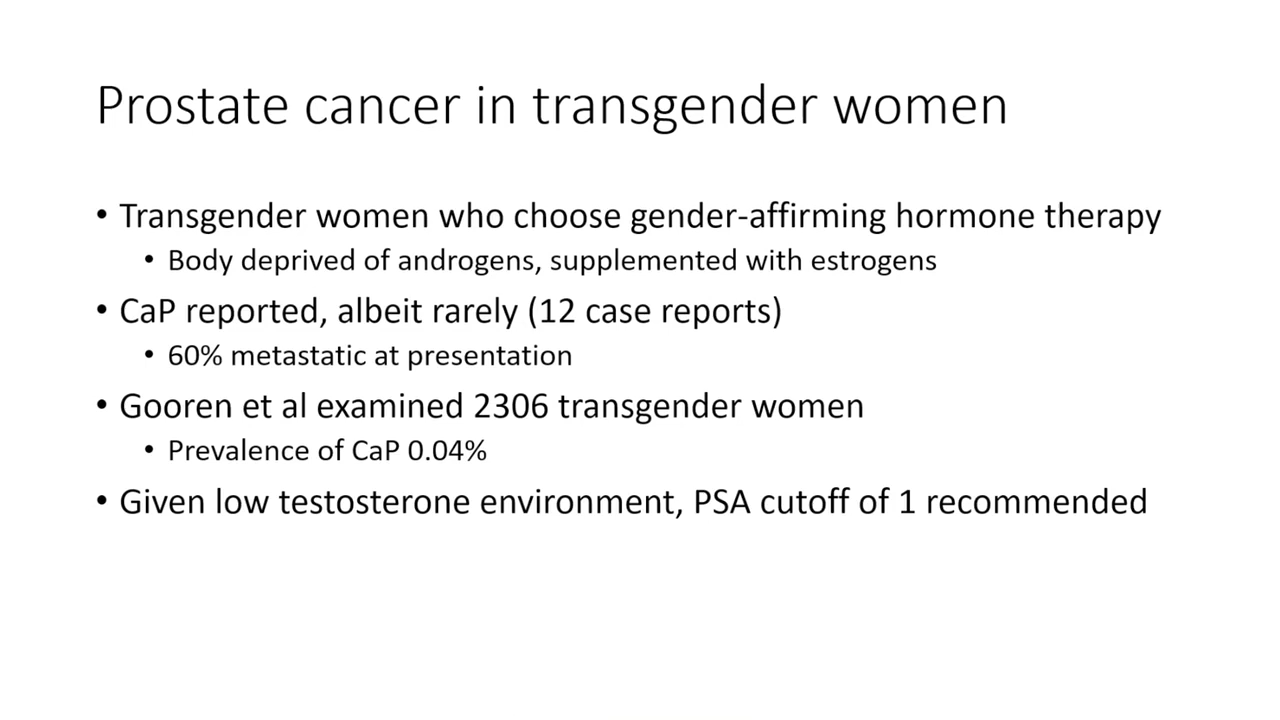 Prostate cancer in transgender women
• Transgender women who choose gender-affirming hormone therapy
• Body deprived of androgens, supplemented with estrogens
• CaP reported, albeit rarely (12 case reports)
• 60% metastatic at presentation
• Gooren et al examined 2306 transgender women
• Prevalence of CaP 0.04%
• Given low testosterone environment, PSA cutoff of 1 recommended